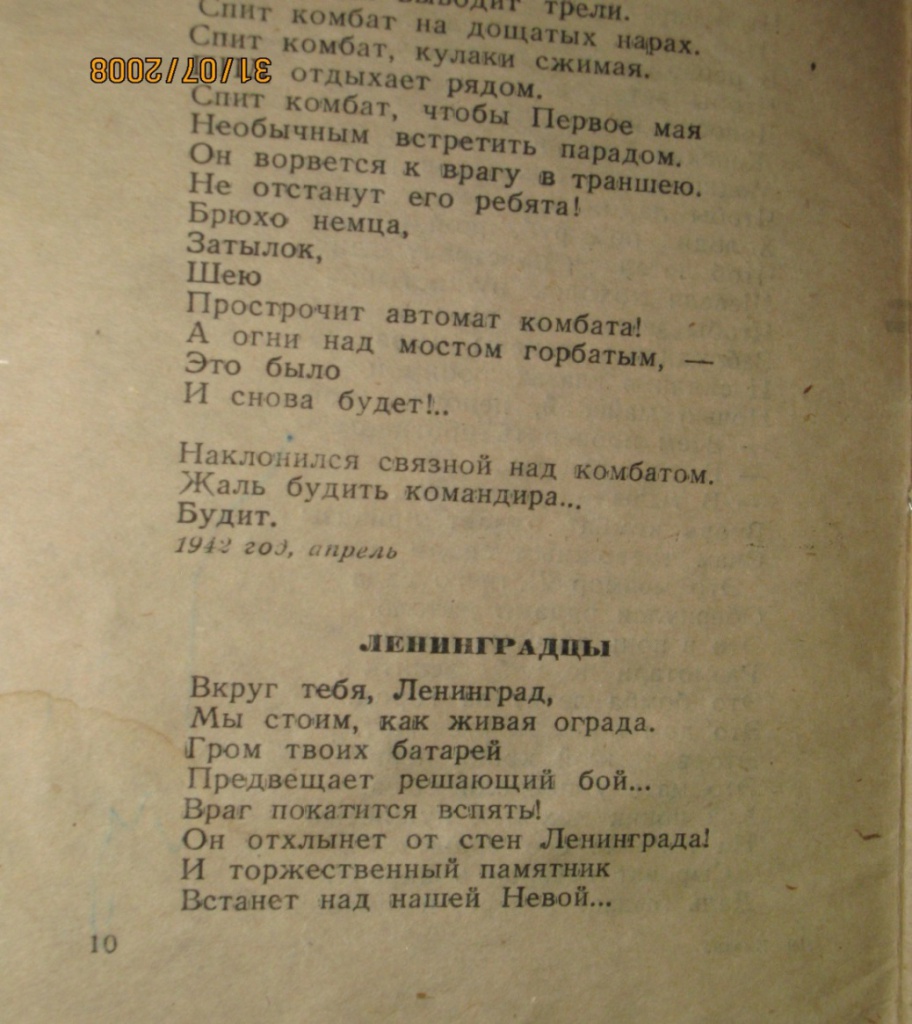 выводит трели.
Спит комбат на дощатых нарах.
Спит комбат, кулаки сжимая.
отдыхает рядом.
Спит комбат, чтобы Первое мая
Необычным встретить парадом.
Он ворвется к врагу в траншею.
Не отстанут его ребята!
Брюхо немца,
Затылок,
Шею
Прострочит автомат комбата!
А огни над мостом горбатым, —
Это было
И снова будет!..
Наклонился связной над комбатом.
Жаль будить командира...
Будит.
1942 год, апрель
ЛЕНИНГРАДЦЫ
Вкруг тебя, Ленинград,
Мы стоим, как живая ограда.
Гром твоих батарей
Предвещает решающий бой...
Враг покатится вспять!
Он отхлынет от стен Ленинграда!
И торжественный памятник
Встанет над нашей Невой...
10
31/07/2008